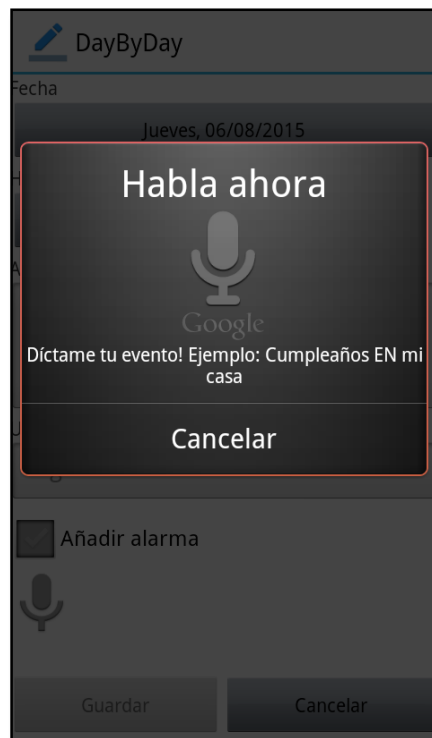 DayByDay
Fecha
Jueves, 06/08/2015
Habla ahora
Google
Díctame tu evento! Ejemplo: Cumpleaños EN mi
casa
Cancelar
Añadir alarma
Guardar
Cancelar